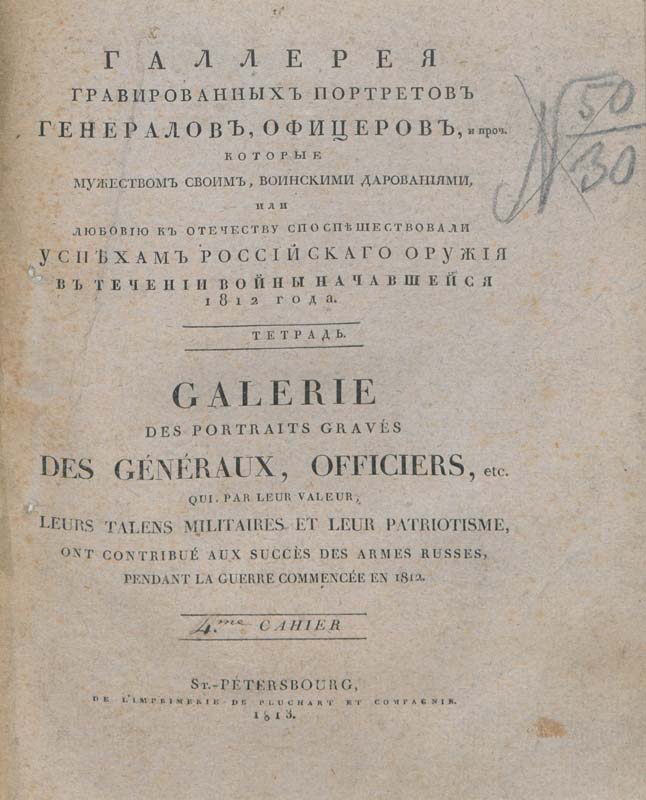 ГАЛЛЕРЕЯ
ГРАВИРОВАННЫХЪ ПОРТРЕТОВЪ
ГЕНЕРАЛОВЪ, ОФИЦЕРОВЪ, и проч.
КОТОРЫЕ
МУЖЕСТВОМЪ СВОИМЪ, ВОИНСКИМИ ДАРОВАНІЯМИ,
ИЛИ
ЛЮБОВІЮ КЪ ОТЕЧЕСТВУ СПОСПѢШЕСТВОВАЛИ
УСПѢХАМЪ РОССІЙСКАГО ОРУЖІЯ
ВЪ ТЕЧЕНІИ ВОЙНЫ НАЧАВШЕЙСЯ
1812 года.
ТЕТРАДЬ.
GALERIE
DES PORTRAITS GRAVÉS
DES GÉNÉRAUX, OFFICIERS, etc.
QUI, PAR LEUR VALEUR,
LEURS TALENS MILITAIRES ET LEUR PATRIOTISME,
ONT CONTRIBUÉ AUX SUCCÈS DES ARMES RUSSES,
PENDANT LA GUERRE COMMENCÉE EN 1812.
4.me CAHIER
ST.-PÉTERSBOURG,
DE L'IMPRIMERIE DE PLUCHART ET COMPAGNIE.
1813.
N 50
30